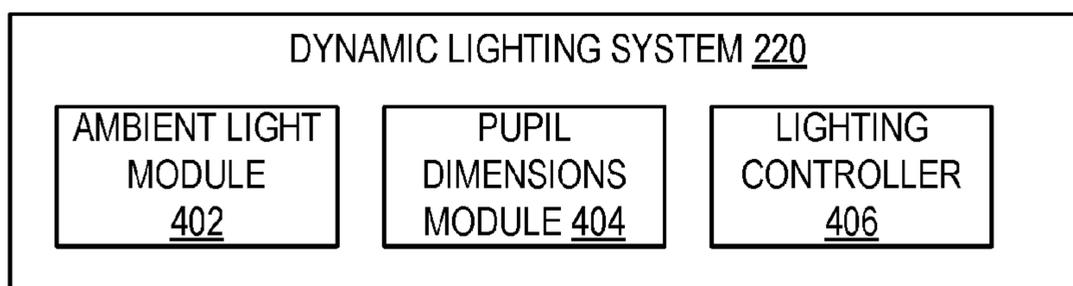 DYNAMIC LIGHTING SYSTEM 220
AMBIENT LIGHT
MODULE
402
PUPIL
DIMENSIONS
MODULE 404
LIGHTING
CONTROLLER
406